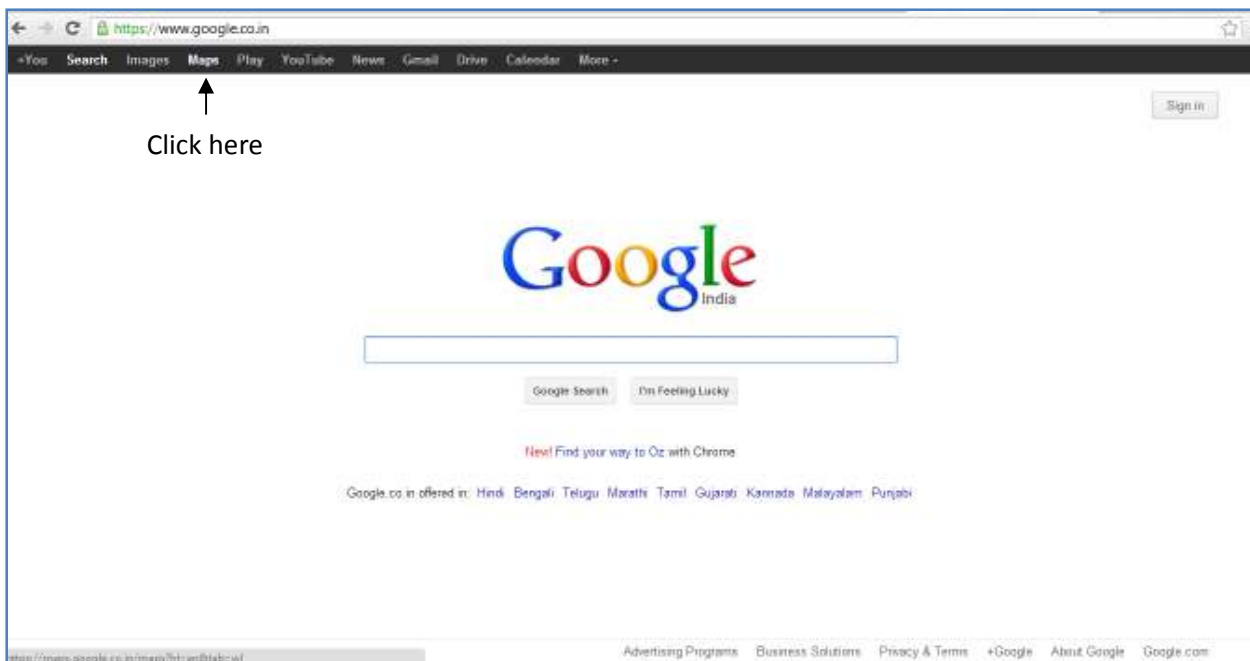 https://www.google.co.in
+You Search Images Maps Play YouTube News Gmail Drive Calendar More
Click here
Sign in
Google
India
Google Search I'm Feeling Lucky
New! Find your way to Oz with Chrome
Google.co.in offered in: Hindi Bengali Telugu Marathi Tamil Gujarati Kannada Malayalam Punjabi
Advertising Programs Business Solutions Privacy & Terms +Google About Google Google.com